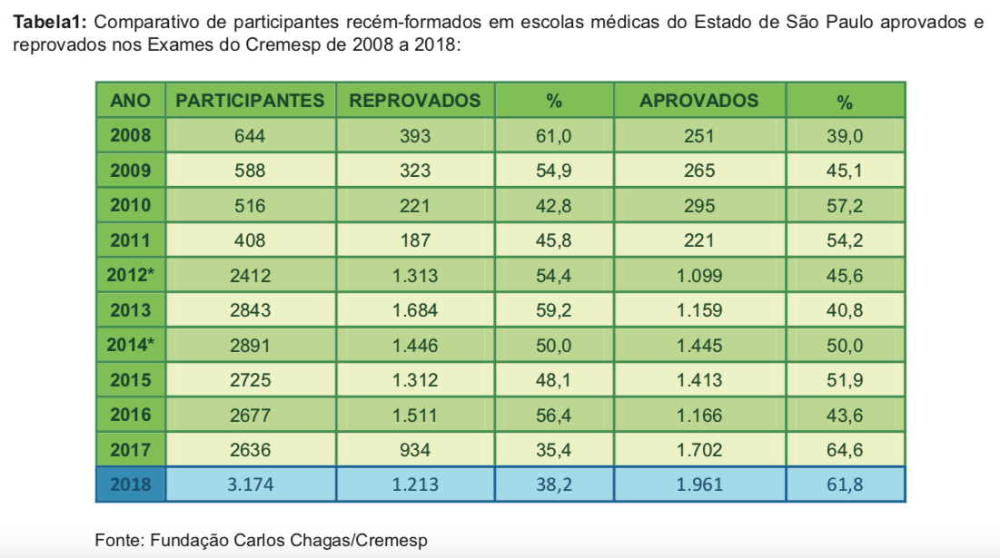 Tabela1: Comparativo de participantes recém-formados em escolas médicas do Estado de São Paulo aprovados e
reprovados nos Exames do Cremesp de 2008 a 2018:
ANO PARTICIPANTES REPROVADOS % APROVADOS %
2008 644 393 61,0 251 39,0
2009 588 323 54,9 265 45,1
2010 516 221 42,8 295 57,2
2011 408 187 45,8 221 54,2
2012* 2412 1.313 54,4 1.099 45,6
2013 2843 1.684 59,2 1.159 40,8
2014* 2891 1.446 50,0 1.445 50,0
2015 2725 1.312 48,1 1.413 51,9
2016 2677 1.511 56,4 1.166 43,6
2017 2636 934 35,4 1.702 64,6
2018 3.174 1.213 38,2 1.961 61,8
Fonte: Fundação Carlos Chagas/Cremesp